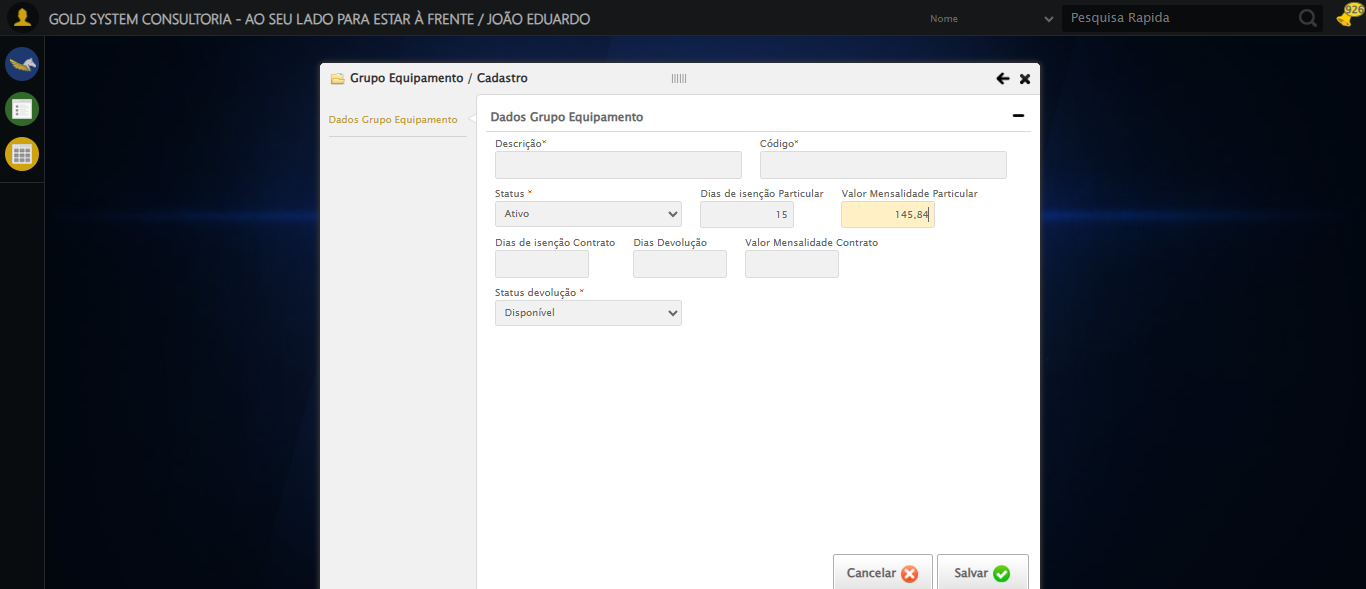 GOLD SYSTEM CONSULTORIA - AO SEU LADO PARA ESTAR À FRENTE / JOÃO EDUARDO
Nome
Pesquisa Rapida
926
Grupo Equipamento / Cadastro
Dados Grupo Equipamento
Dados Grupo Equipamento
Descrição*
Código*
Status *
Dias de isenção Particular
Valor Mensalidade Particular
Ativo
15
145,84
Dias de isenção Contrato
Dias Devolução
Valor Mensalidade Contrato
Status devolução *
Disponível
Cancelar
Salvar